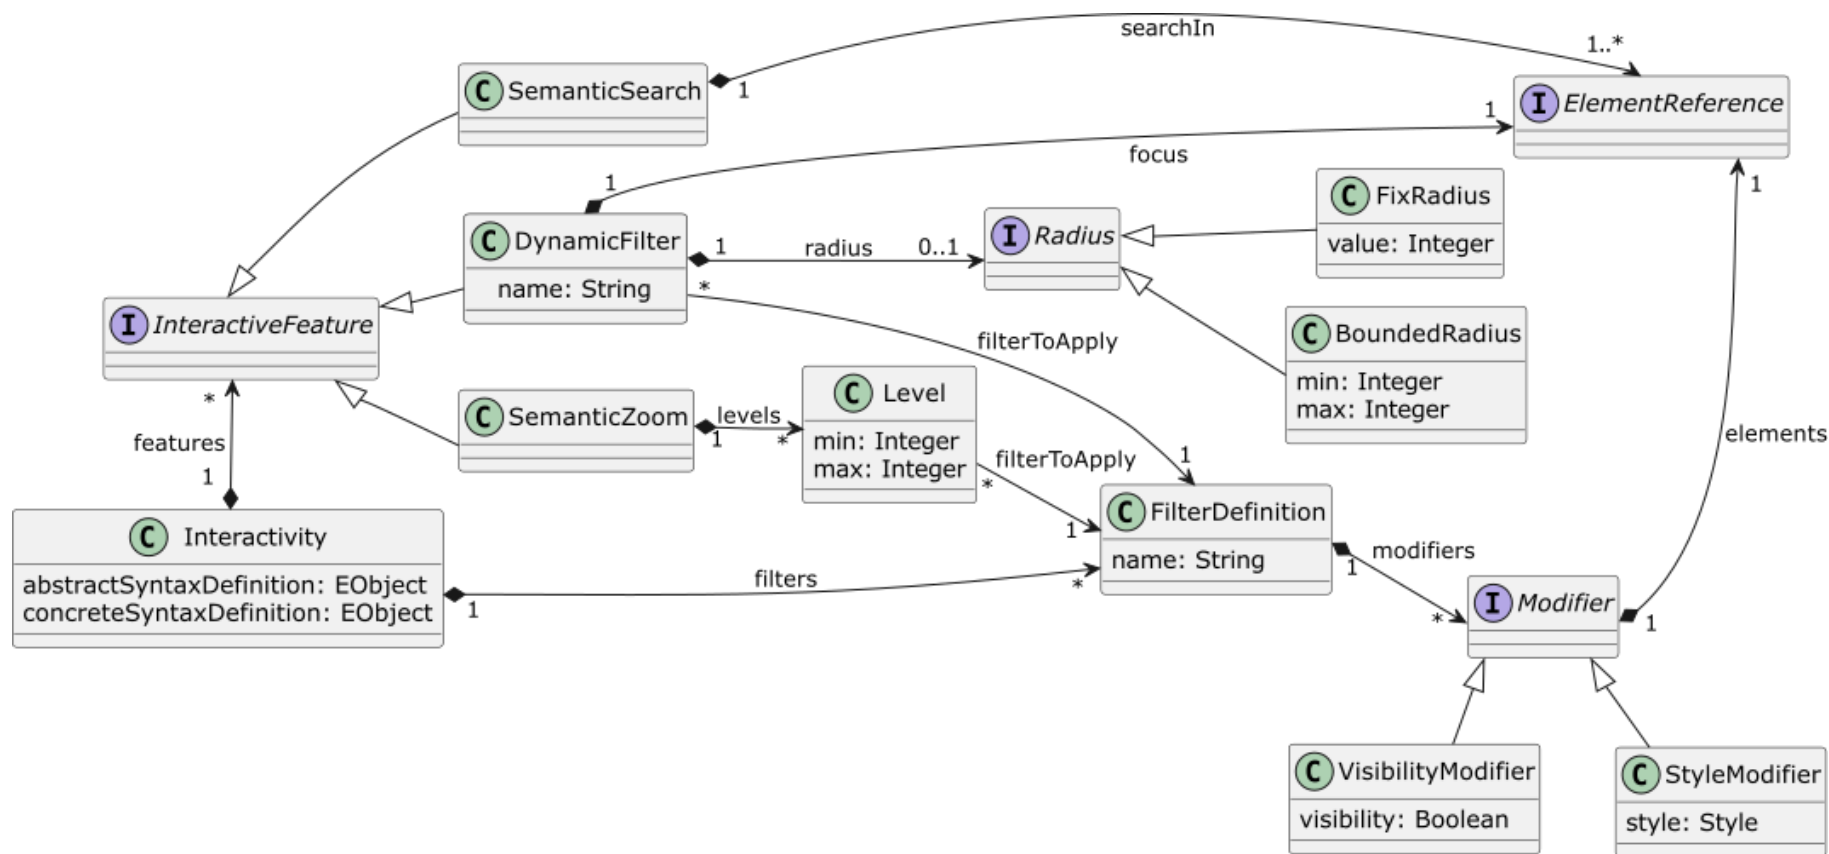 searchIn
1..*
C SemanticSearch
1
I ElementReference
1
focus
1
C FixRadius
value: Integer
1
C DynamicFilter
name: String
1
radius
0..1
I Radius
*
I InteractiveFeature
filterToApply
C BoundedRadius
min: Integer
max: Integer
*
features
1
C SemanticZoom
levels
1
*
C Level
min: Integer
max: Integer
filterToApply
*
1
1
elements
C FilterDefinition
name: String
C Interactivity
abstractSyntaxDefinition: EObject
concreteSyntaxDefinition: EObject
1
filters
*
modifiers
1
*
I Modifier
1
C VisibilityModifier
visibility: Boolean
C StyleModifier
style: Style